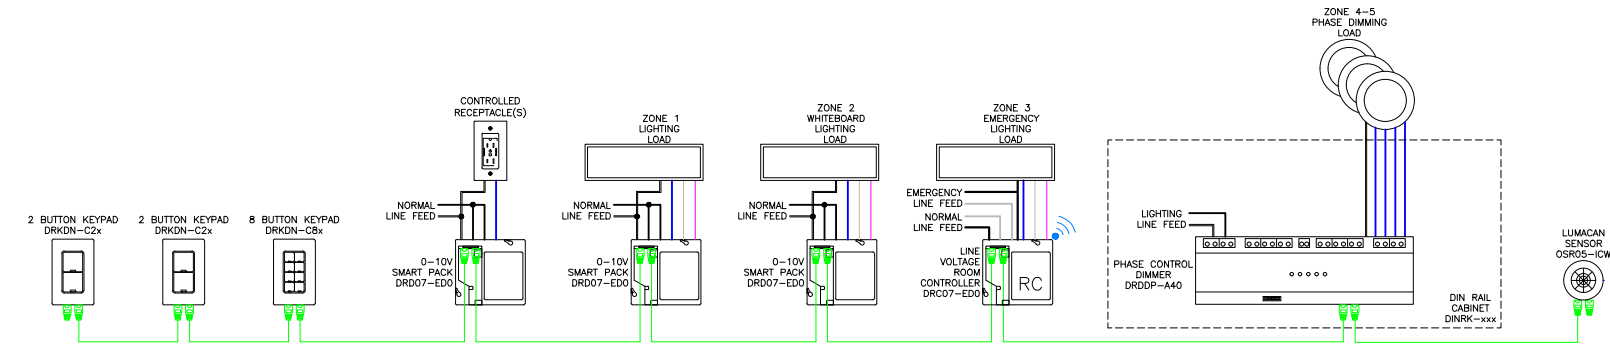 2 BUTTON KEYPAD
DRKDN-C2x
2 BUTTON KEYPAD
DRKDN-C2x
8 BUTTON KEYPAD
DRKDN-C8x
CONTROLLED
RECEPTACLE(S)
NORMAL
LINE FEED
0-10V
SMART PACK
DRD07-ED0
ZONE 1
LIGHTING
LOAD
NORMAL
LINE FEED
0-10V
SMART PACK
DRD07-ED0
ZONE 2
WHITEBOARD
LIGHTING
LOAD
NORMAL
LINE FEED
0-10V
SMART PACK
DRD07-ED0
ZONE 3
EMERGENCY
LIGHTING
LOAD
EMERGENCY
LINE FEED
NORMAL
LINE FEED
LINE
VOLTAGE
ROOM
CONTROLLER
DRC07-ED0
RC
ZONE 4-5
PHASE DIMMING
LOAD
LIGHTING
LINE FEED
PHASE CONTROL
DIMMER
DRDDP-A40
DIN RAIL
CABINET
DINRK-xxx
LUMACAN
SENSOR
OSR05-ICW